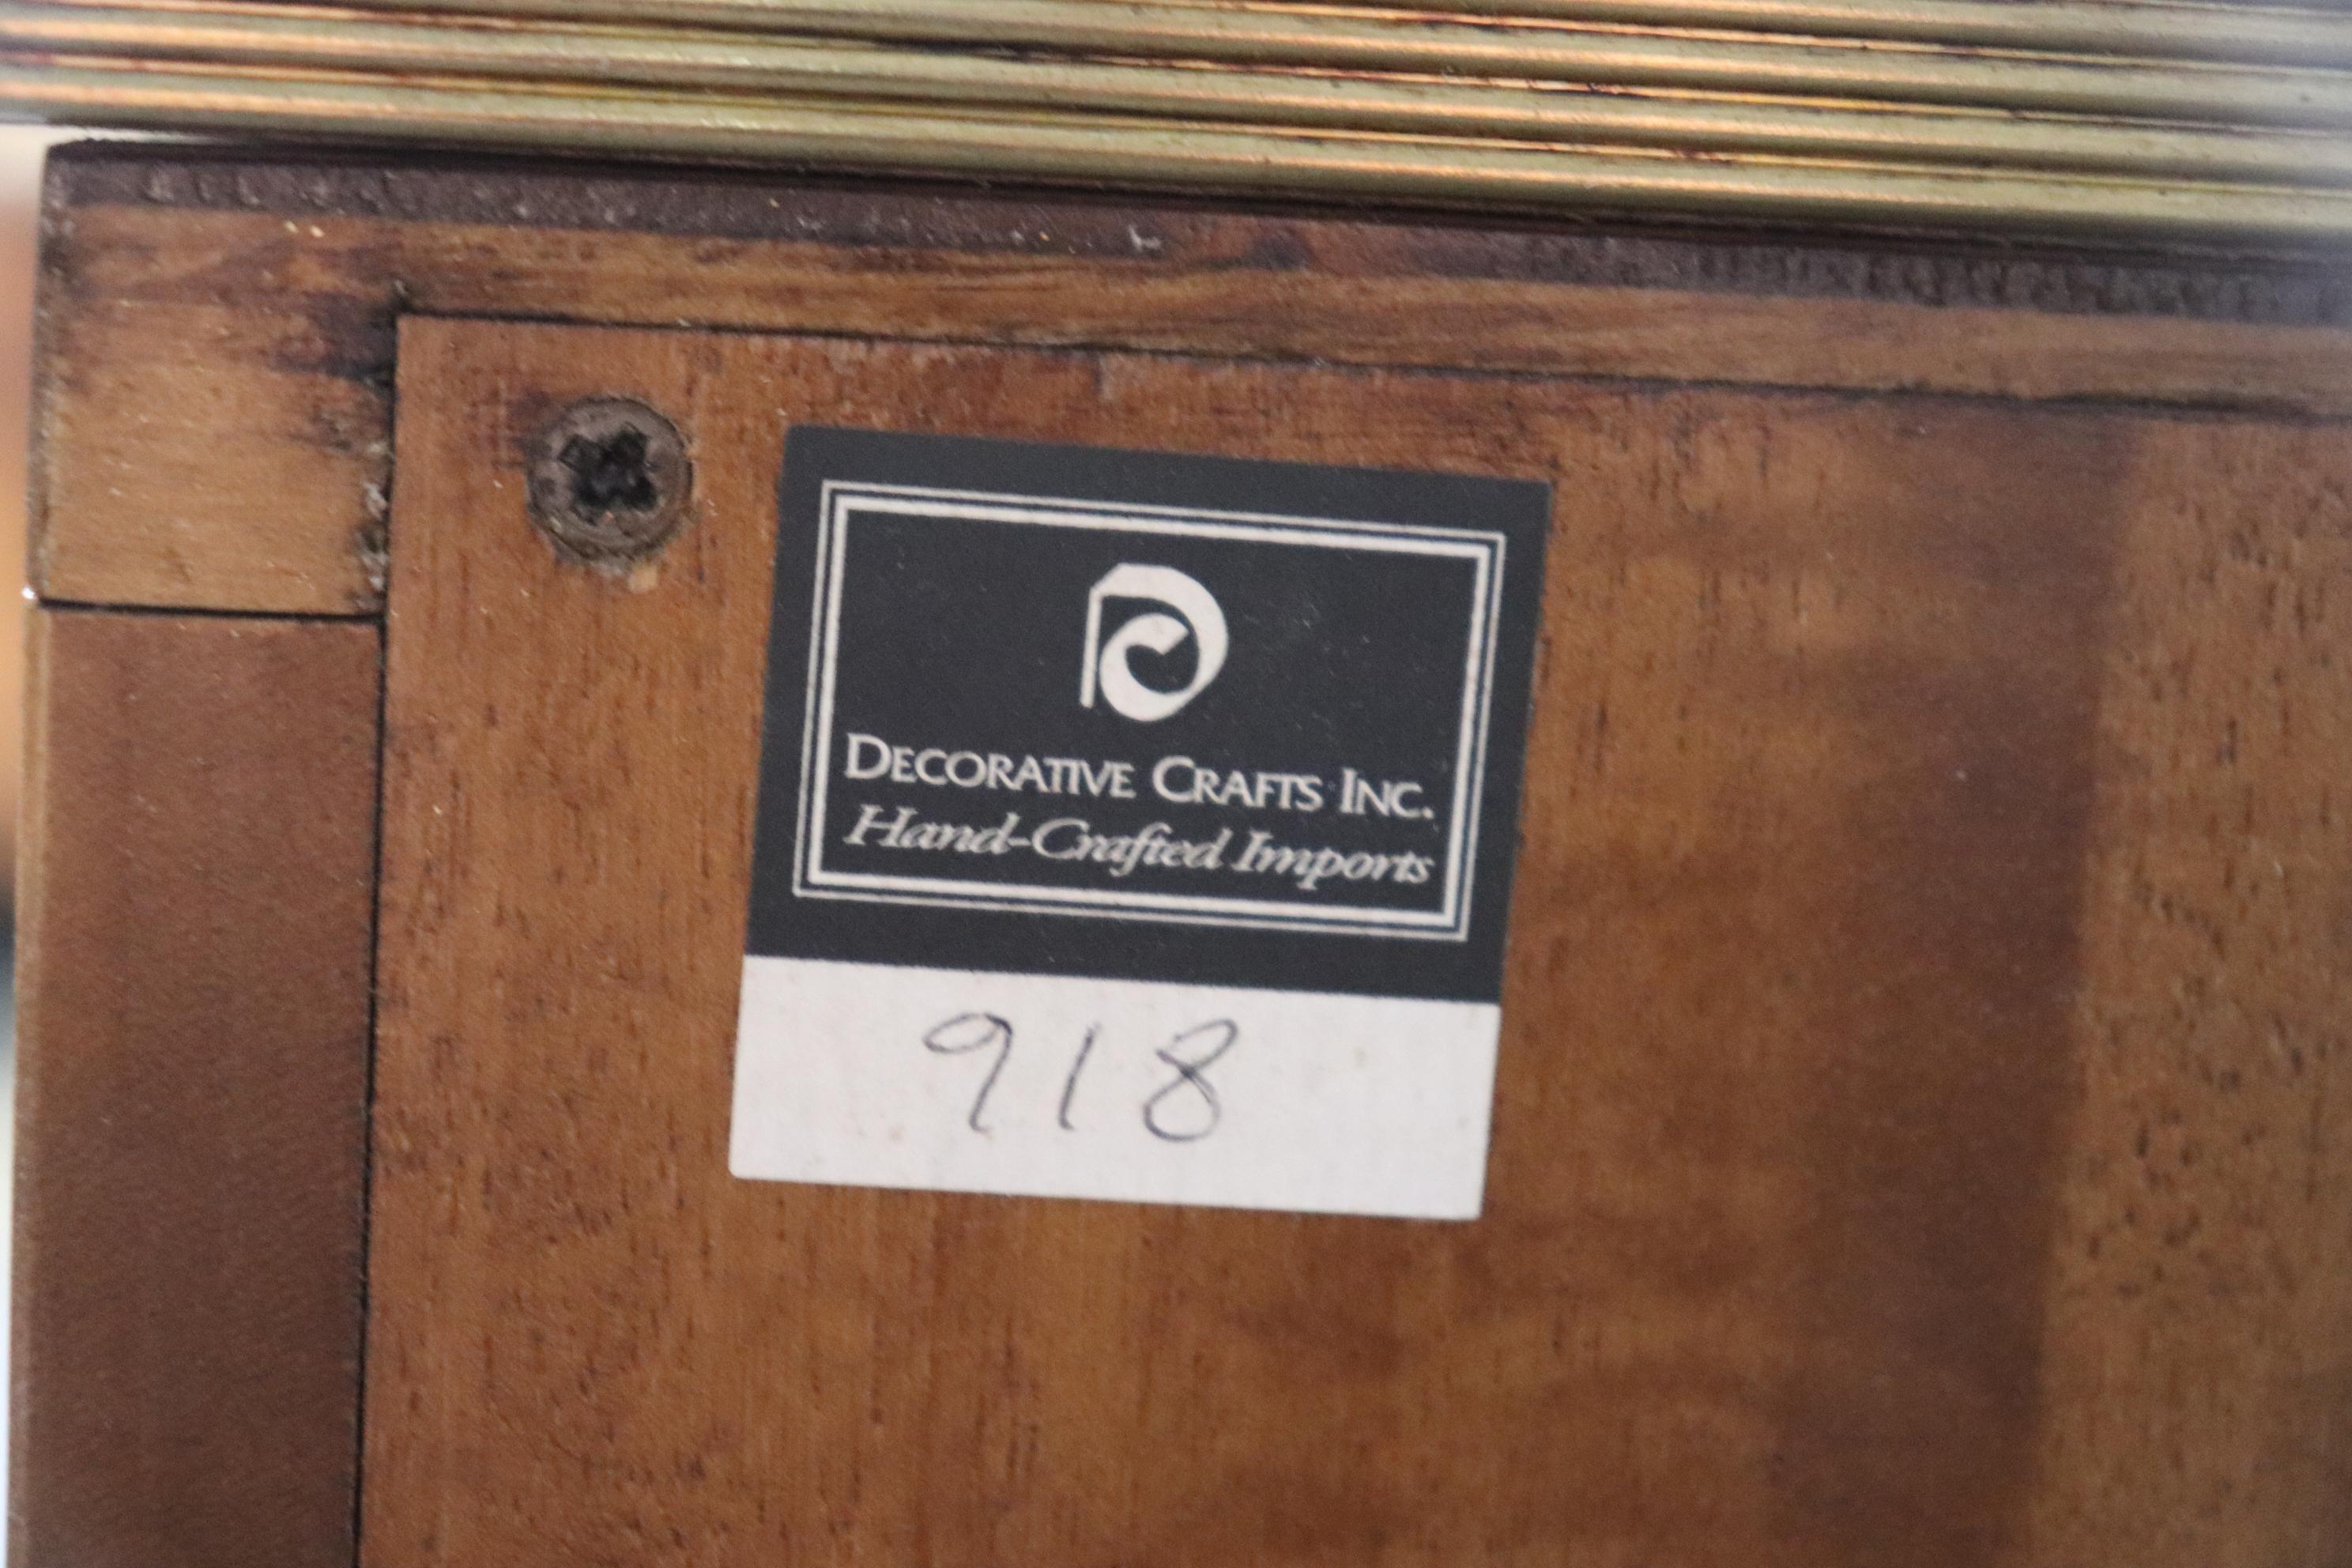 DECORATIVE CRAFTS INC.
Hand-Crafted Imports
918